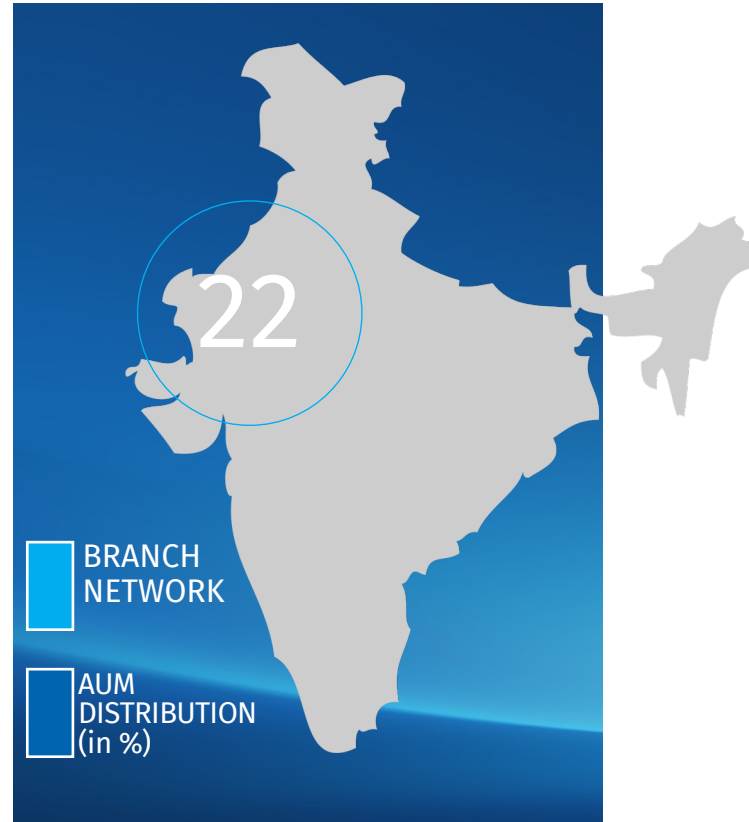 22
BRANCH
NETWORK
AUM
DISTRIBUTION
(in %)